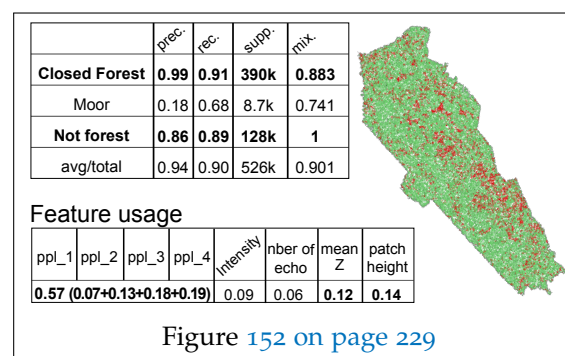 prec. rec. supp. mix.
Closed Forest 0.99 0.91 390k 0.883
Moor 0.18 0.68 8.7k 0.741
Not forest 0.86 0.89 128k 1
avg/total 0.94 0.90 526k 0.901
Feature usage
ppl_1 ppl_2 ppl_3 ppl_4 Intensity nber of echo mean Z patch height
0.57 (0.07+0.13+0.18+0.19) 0.09 0.06 0.12 0.14
Figure 152 on page 229